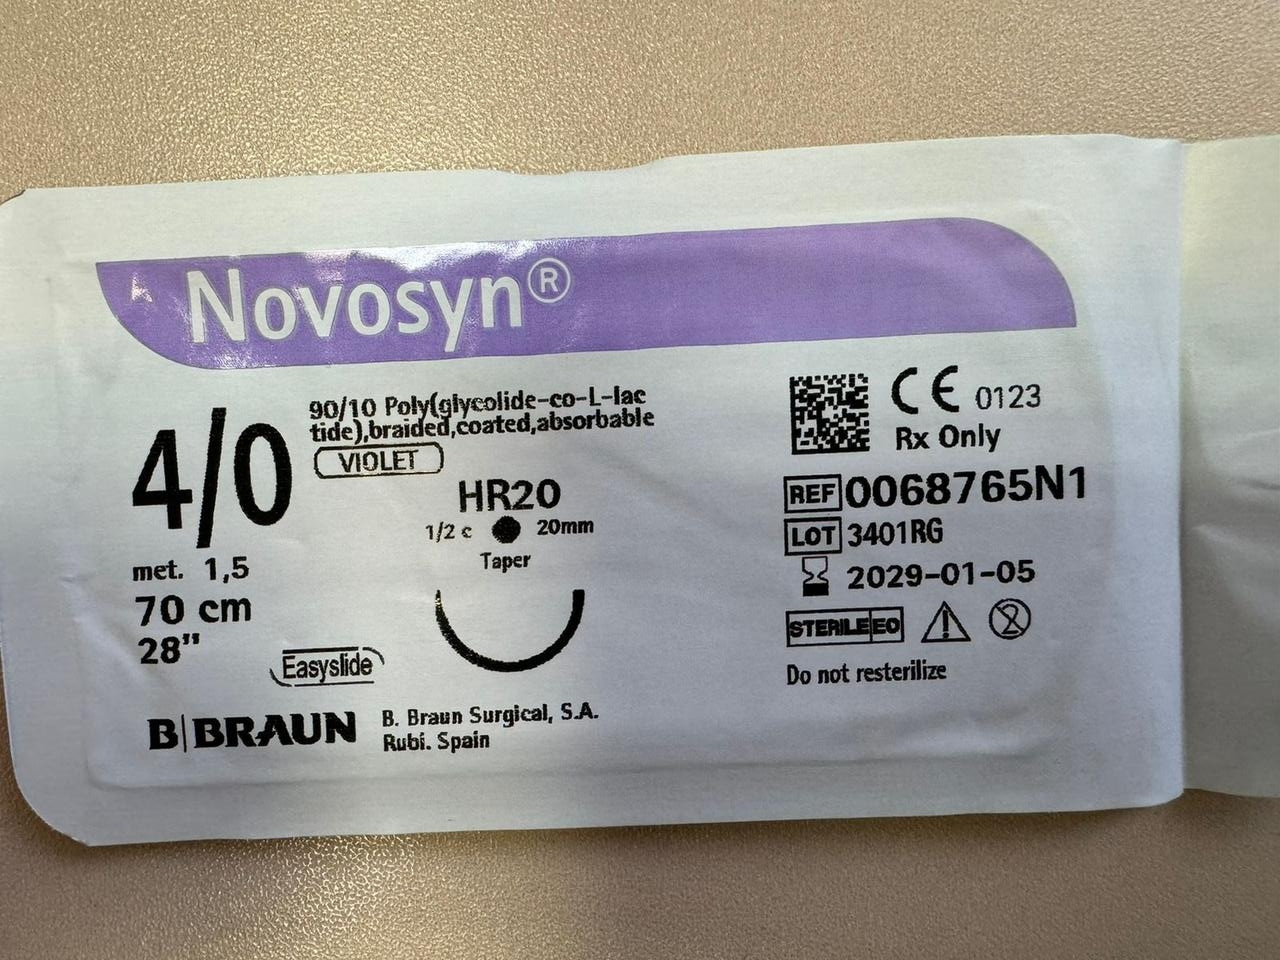 Novosyn®
4/0
90/10 Poly(glycolide-co-L-lac
tide),braided,coated,absorbable
VIOLET
HR20
1/2 c 20mm
Taper
met. 1,5
70 cm
28"
Easyslide
B|BRAUN
B. Braun Surgical, S.A.
Rubi. Spain
CE 0123
Rx Only
REF 0068765N1
LOT 3401RG
2029-01-05
STERILE EO
2
Do not resterilize